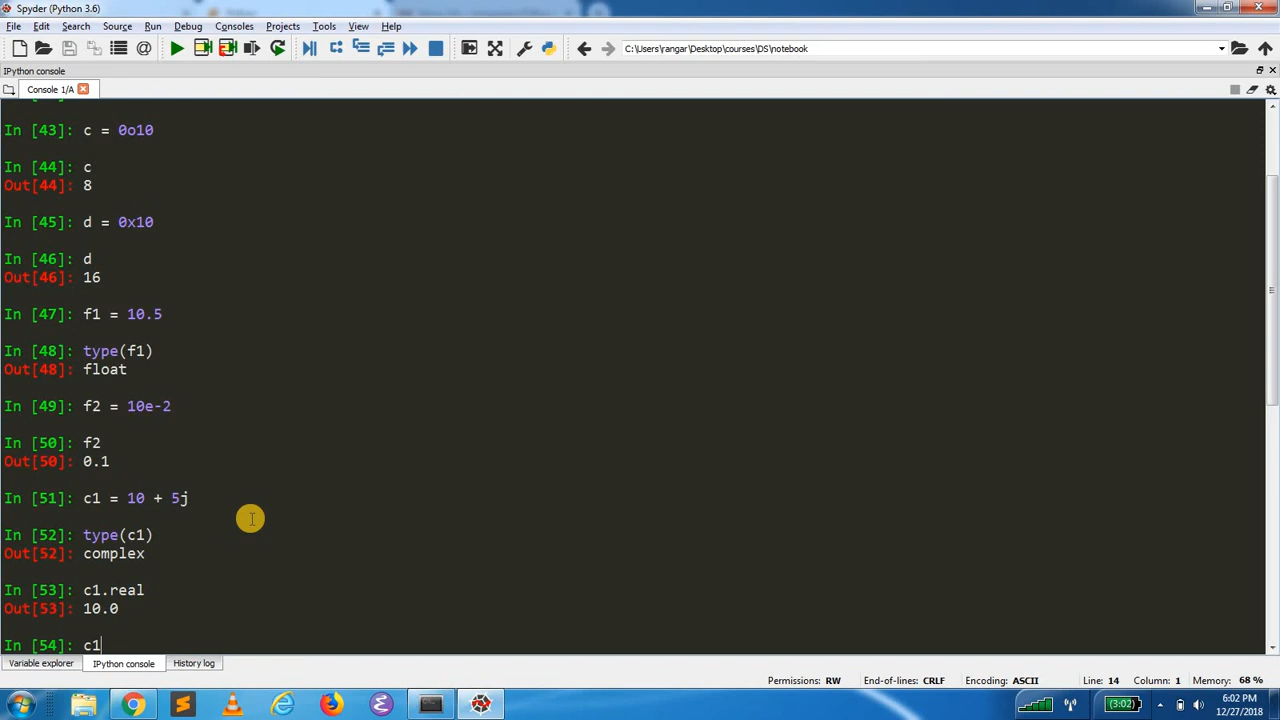 Spyder (Python 3.6)
File Edit Search Source Run Debug Consoles Projects Tools View Help
C:\Users\rangar\Desktop\courses\DS\notebook
IPython console
Console 1/A
In [43]: c = 0o10
In [44]: c
Out[44]: 8
In [45]: d = 0x10
In [46]: d
Out[46]: 16
In [47]: f1 = 10.5
In [48]: type(f1)
Out[48]: float
In [49]: f2 = 10e-2
In [50]: f2
Out[50]: 0.1
In [51]: c1 = 10 + 5j
In [52]: type(c1)
Out[52]: complex
In [53]: c1.real
Out[53]: 10.0
In [54]: c1
Variable explorer IPython console History log
Permissions: RW End-of-lines: CRLF Encoding: ASCII Line: 14 Column: 1 Memory: 68 %
(3:02) 6:02 PM
12/27/2018